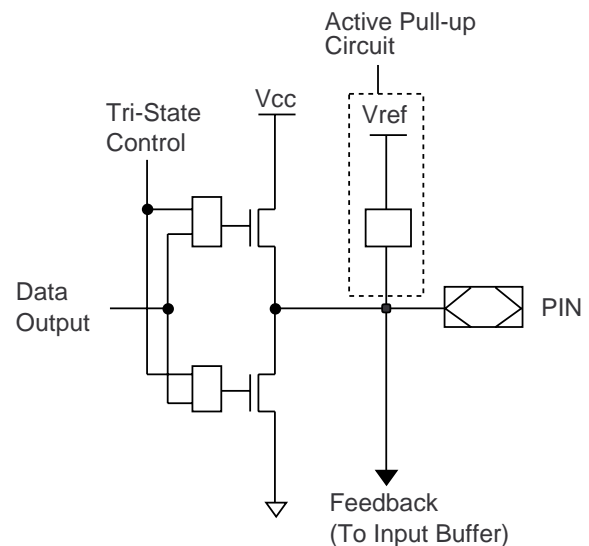 Active Pull-up
Circuit
Vcc
Vref
Tri-State
Control
Data
Output
PIN
Feedback
(To Input Buffer)